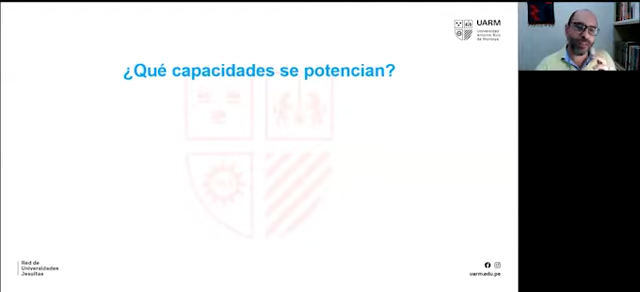 UARM
Universidad
Antonio Ruiz
de Montoya
¿Qué capacidades se potencian?
Red de
Universidades
Jesuitas
uarm.edu.pe